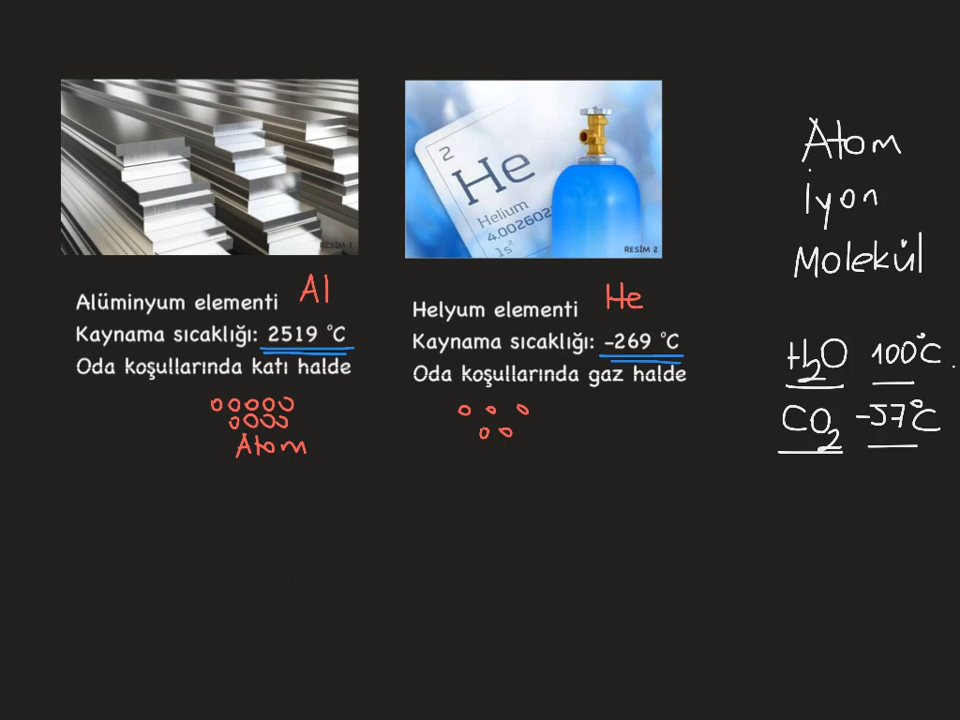 2
He
Helium
4.002602
1s²
RESİM 1
RESİM 2
Alüminyum elementi Al
Kaynama sıcaklığı: 2519 °C
Oda koşullarında katı halde
Atom
Helyum elementi He
Kaynama sıcaklığı: -269 °C
Oda koşullarında gaz halde
Atom
İyon
Molekül
H₂O 100°C
CO₂ -57°C